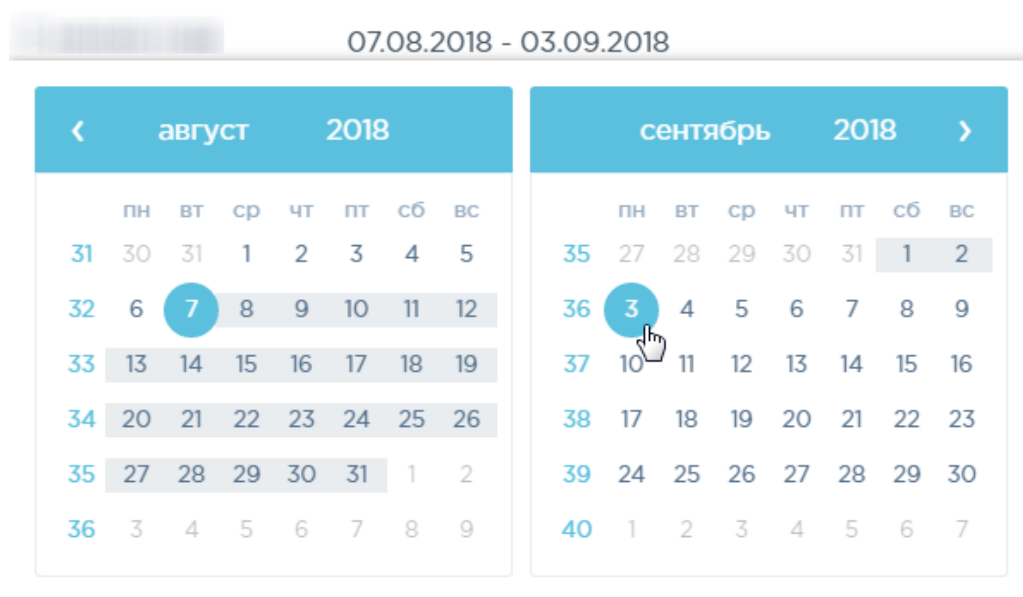 07.08.2018 - 03.09.2018
август 2018
пн вт ср чт пт сб вс
31 30 31 1 2 3 4 5
32 6 7 8 9 10 11 12
33 13 14 15 16 17 18 19
34 20 21 22 23 24 25 26
35 27 28 29 30 31 1 2
36 3 4 5 6 7 8 9
сентябрь 2018
пн вт ср чт пт сб вс
35 27 28 29 30 31 1 2
36 3 4 5 6 7 8 9
37 10 11 12 13 14 15 16
38 17 18 19 20 21 22 23
39 24 25 26 27 28 29 30
40 1 2 3 4 5 6 7